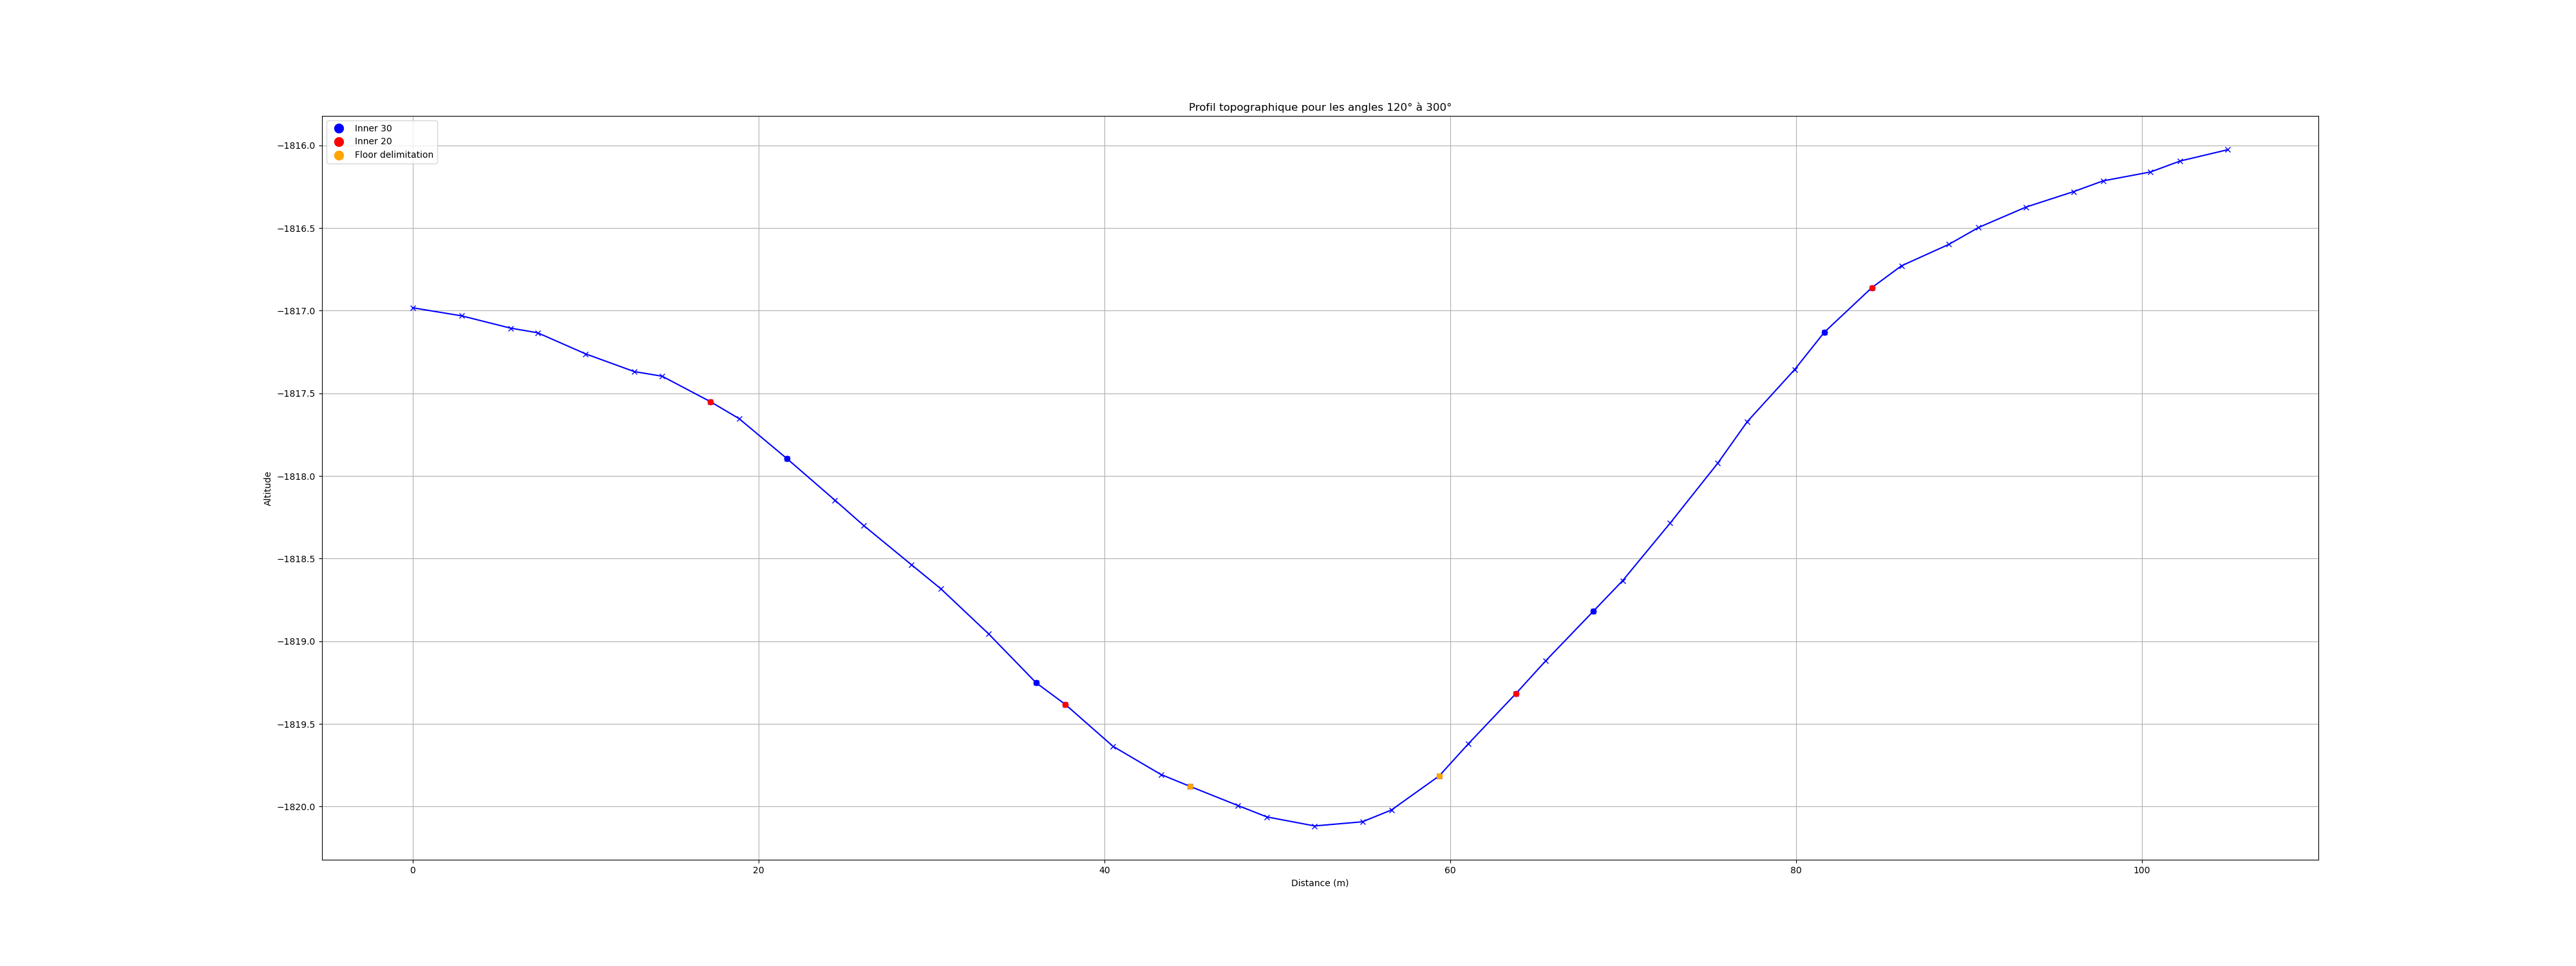 Profil topographique pour les angles 120° à 300°
Inner 30
Inner 20
Floor delimitation
−1816.0
−1816.5
−1817.0
−1817.5
−1818.0
−1818.5
−1819.0
−1819.5
−1820.0
Altitude
0 20 40 60 80 100
Distance (m)